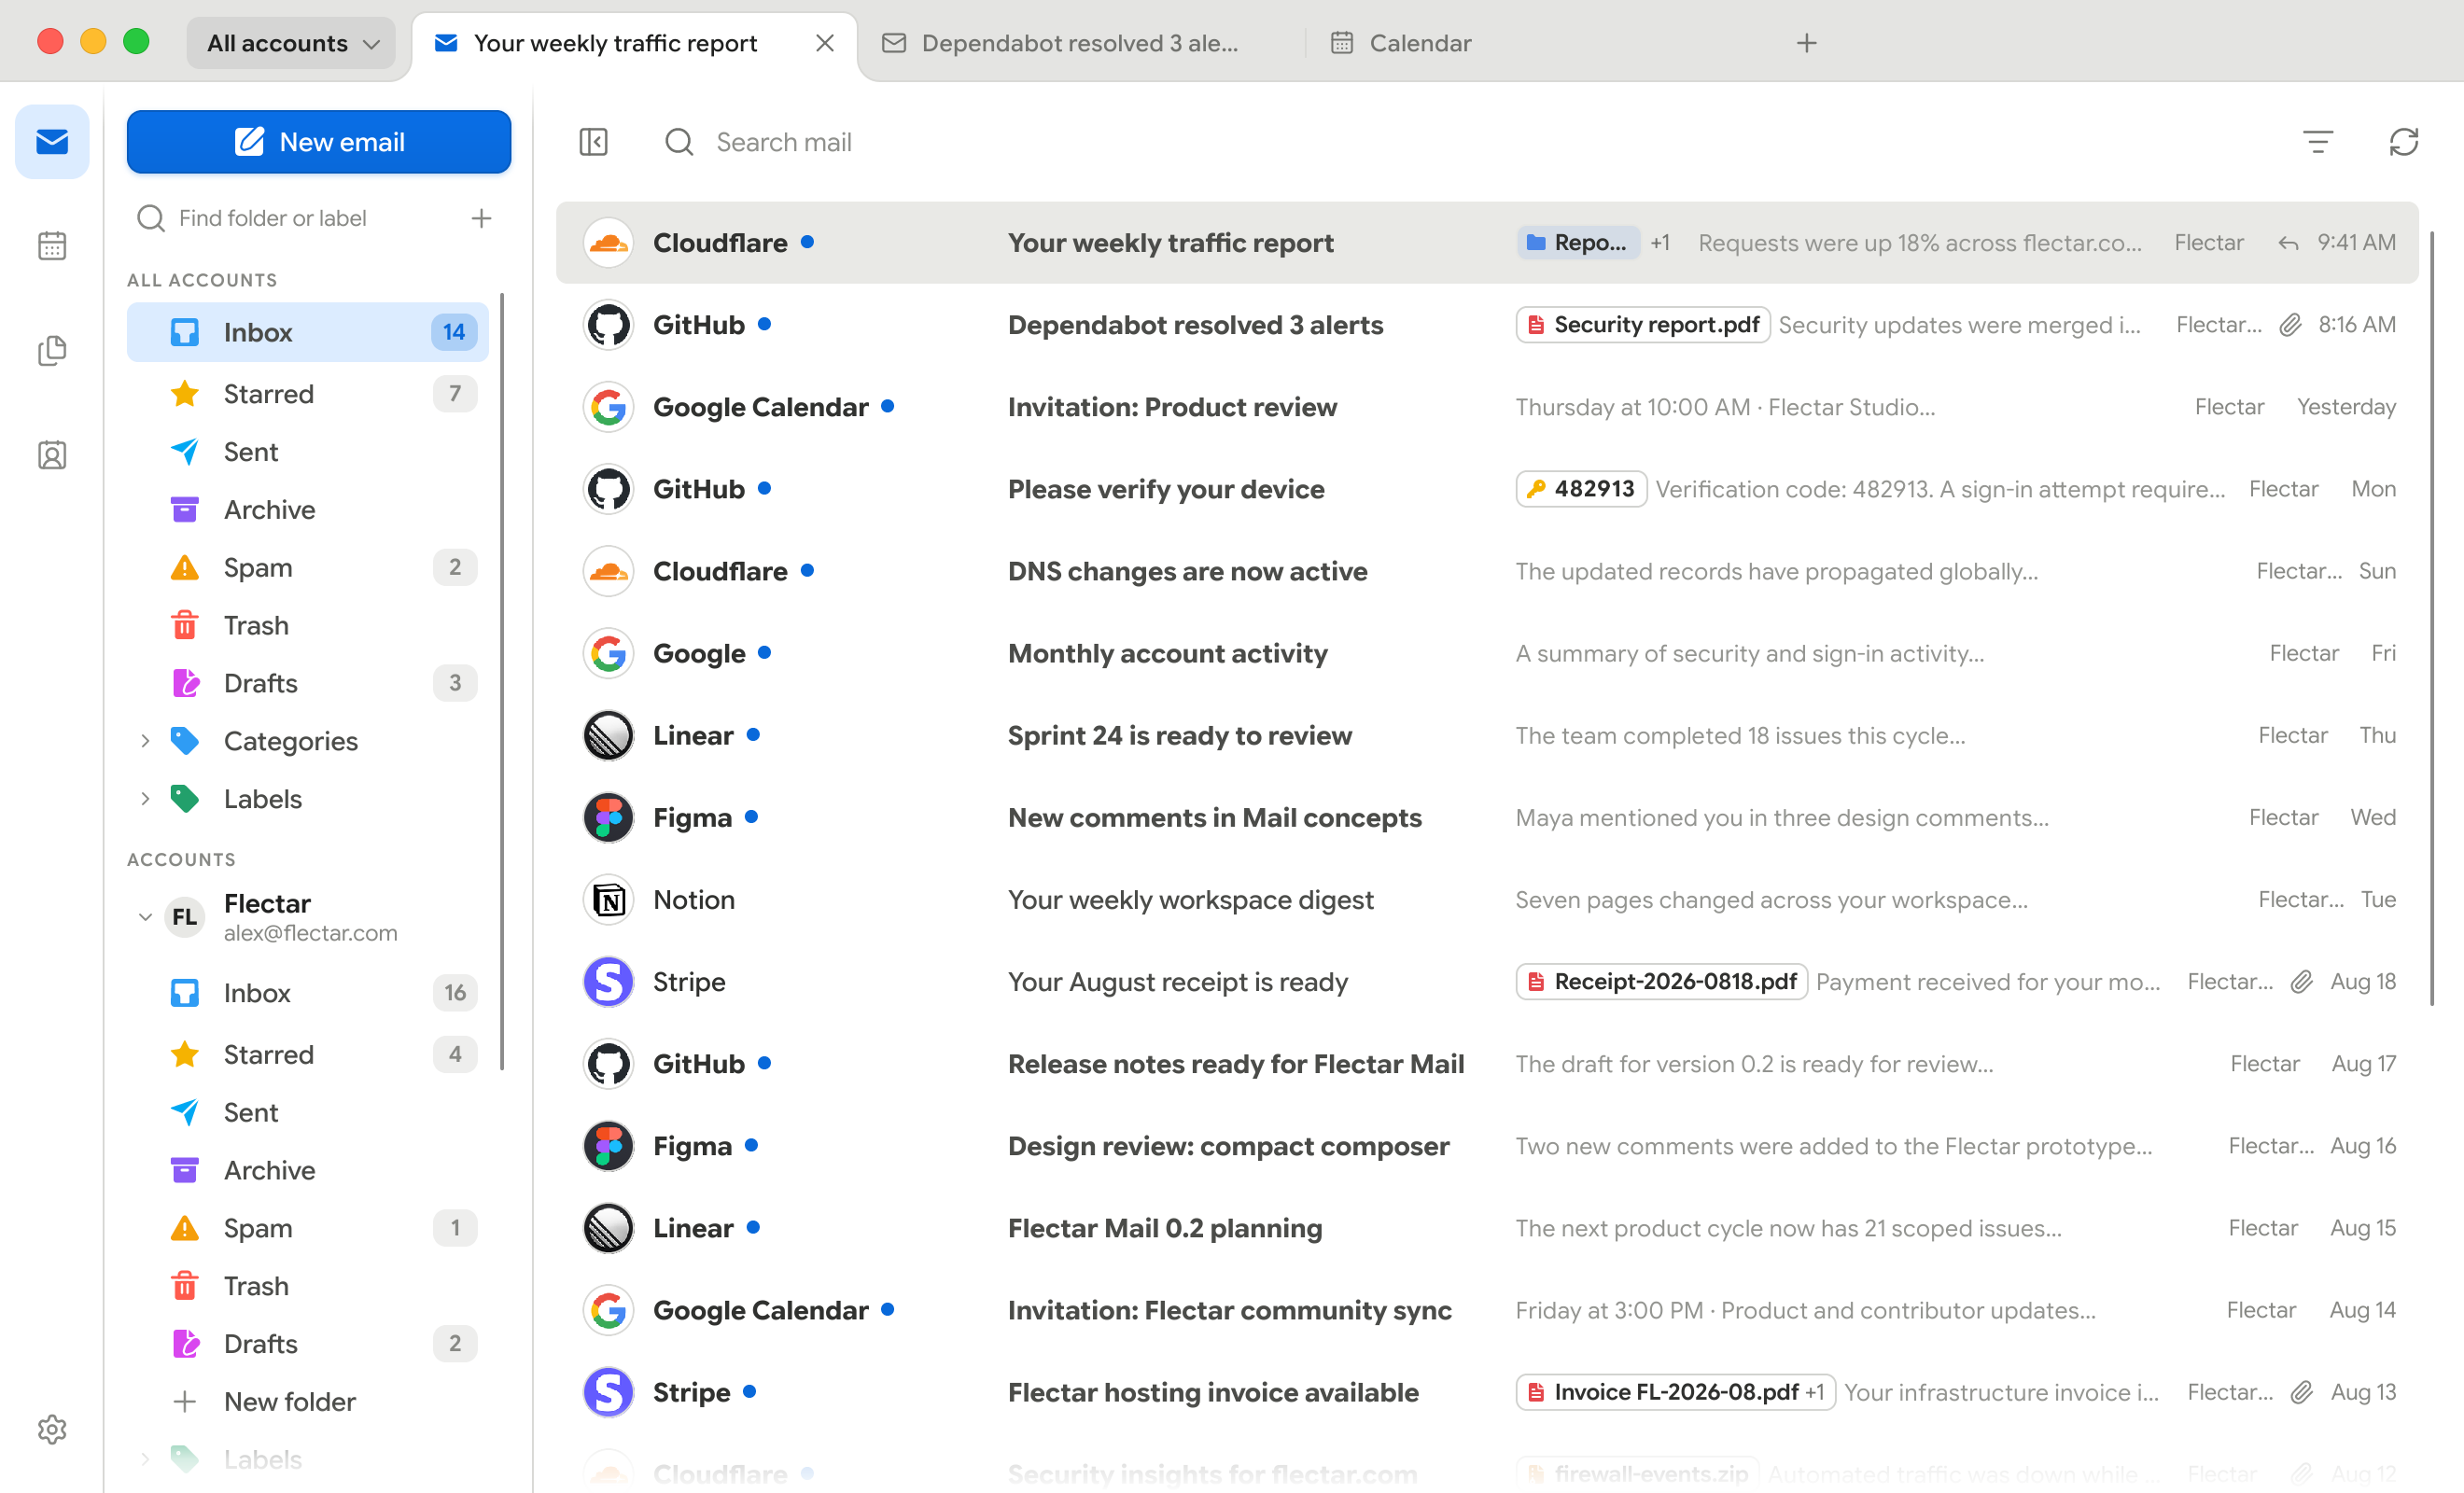 All accounts
Your weekly traffic report
Dependabot resolved 3 ale...
Calendar
New email
Find folder or label
ALL ACCOUNTS
Inbox 14
Starred 7
Sent
Archive
Spam 2
Trash
Drafts 3
Categories
Labels
ACCOUNTS
FL Flectar
alex@flectar.com
Inbox 16
Starred 4
Sent
Archive
Spam 1
Trash
Drafts 2
New folder
Labels
Search mail
Cloudflare Your weekly traffic report Repo... +1 Requests were up 18% across flectar.co... Flectar 9:41 AM
GitHub Dependabot resolved 3 alerts Security report.pdf Security updates were merged i... Flectar... 8:16 AM
Google Calendar Invitation: Product review Thursday at 10:00 AM · Flectar Studio... Flectar Yesterday
GitHub Please verify your device 482913 Verification code: 482913. A sign-in attempt require... Flectar Mon
Cloudflare DNS changes are now active The updated records have propagated globally... Flectar... Sun
Google Monthly account activity A summary of security and sign-in activity... Flectar Fri
Linear Sprint 24 is ready to review The team completed 18 issues this cycle... Flectar Thu
Figma New comments in Mail concepts Maya mentioned you in three design comments... Flectar Wed
Notion Your weekly workspace digest Seven pages changed across your workspace... Flectar... Tue
Stripe Your August receipt is ready Receipt-2026-0818.pdf Payment received for your mo... Flectar... Aug 18
GitHub Release notes ready for Flectar Mail The draft for version 0.2 is ready for review... Flectar Aug 17
Figma Design review: compact composer Two new comments were added to the Flectar prototype... Flectar... Aug 16
Linear Flectar Mail 0.2 planning The next product cycle now has 21 scoped issues... Flectar Aug 15
Google Calendar Invitation: Flectar community sync Friday at 3:00 PM · Product and contributor updates... Flectar Aug 14
Stripe Flectar hosting invoice available Invoice FL-2026-08.pdf +1 Your infrastructure invoice i... Flectar... Aug 13
Cloudflare Security insights for flectar.com firewall-events.zip Automated traffic was down while ... Flectar Aug 12